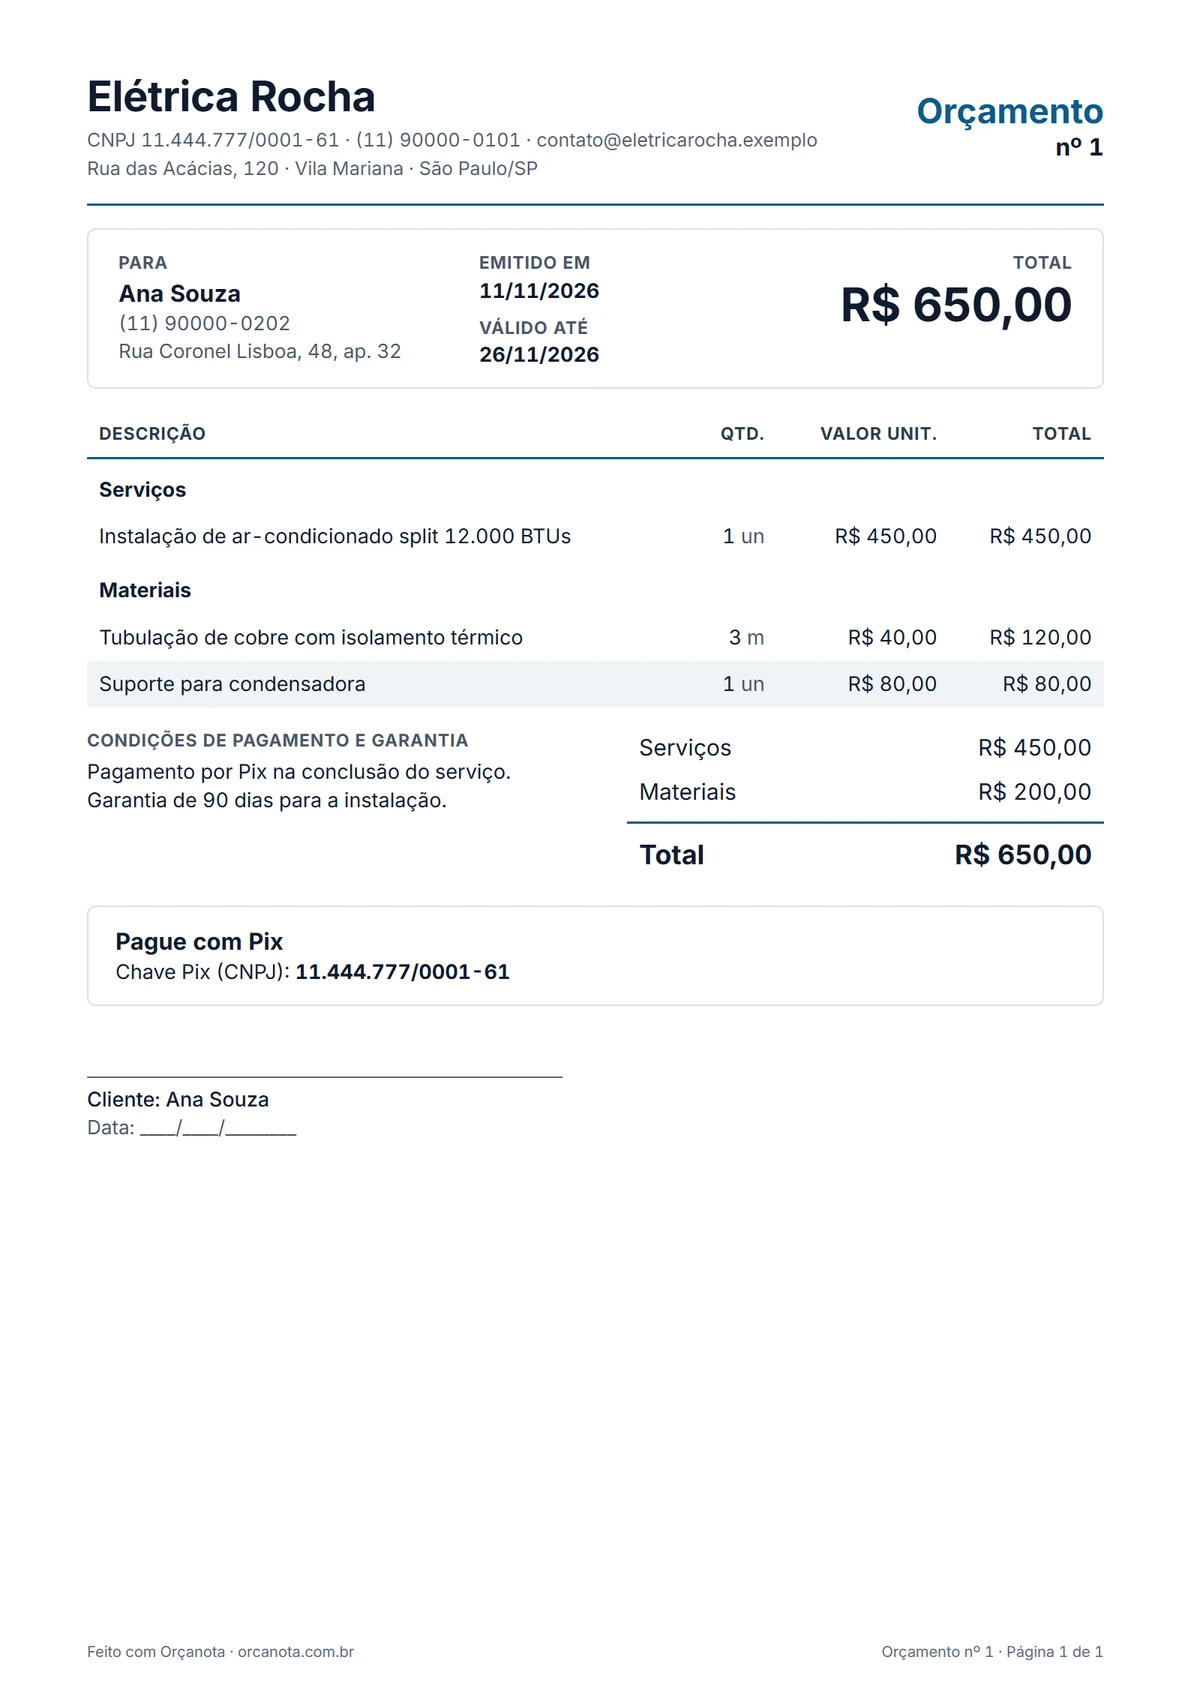 Elétrica Rocha
CNPJ 11.444.777/0001-61 · (11) 90000-0101 · contato@eletricarocha.exemplo
Rua das Acácias, 120 · Vila Mariana · São Paulo/SP
Orçamento
nº 1
PARA
Ana Souza
(11) 90000-0202
Rua Coronel Lisboa, 48, ap. 32
EMITIDO EM
11/11/2026
VÁLIDO ATÉ
26/11/2026
TOTAL
R$ 650,00
DESCRIÇÃO QTD. VALOR UNIT. TOTAL
Serviços
Instalação de ar-condicionado split 12.000 BTUs 1 un R$ 450,00 R$ 450,00
Materiais
Tubulação de cobre com isolamento térmico 3 m R$ 40,00 R$ 120,00
Suporte para condensadora 1 un R$ 80,00 R$ 80,00
CONDIÇÕES DE PAGAMENTO E GARANTIA
Pagamento por Pix na conclusão do serviço.
Garantia de 90 dias para a instalação.
Serviços R$ 450,00
Materiais R$ 200,00
Total R$ 650,00
Pague com Pix
Chave Pix (CNPJ): 11.444.777/0001-61
Cliente: Ana Souza
Data: ____/____/________
Feito com Orçanota · orcanota.com.br
Orçamento nº 1 · Página 1 de 1